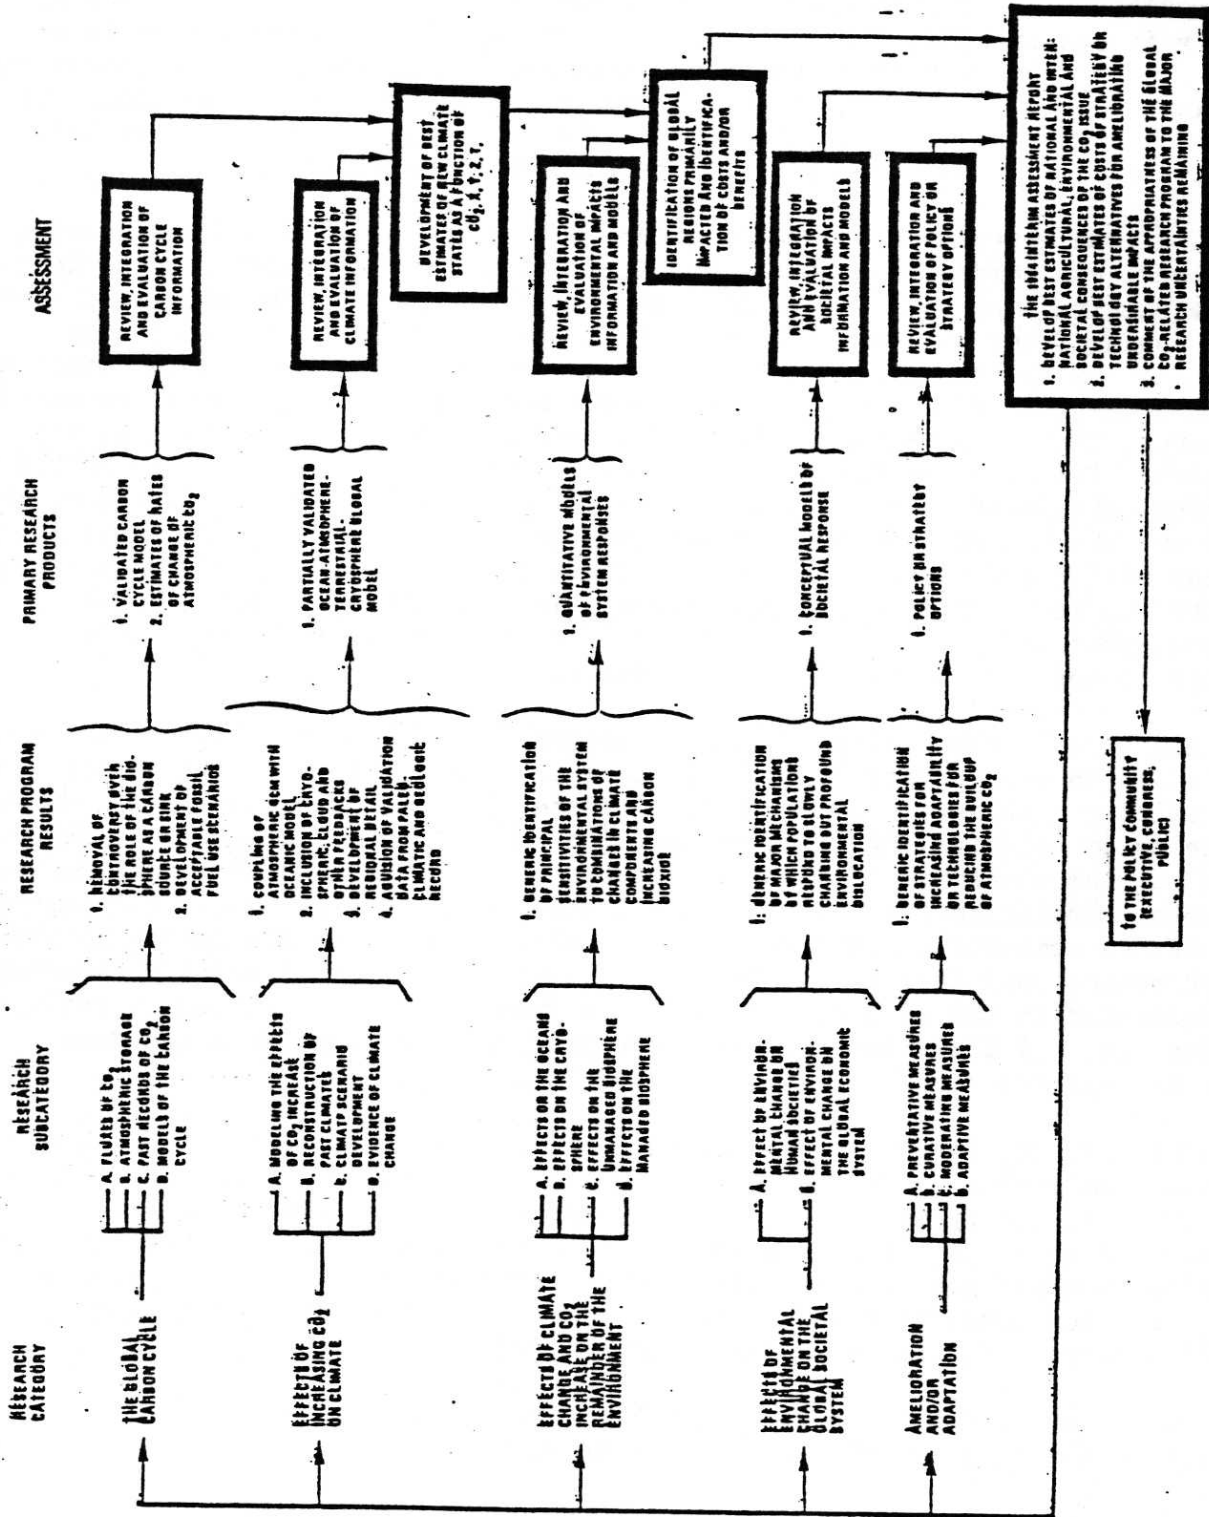 RESEARCH
CATEGORY
RESEARCH
SUBCATEGORY
RESEARCH PROGRAM
RESULTS
PRIMARY RESEARCH
PRODUCTS
ASSESSMENT
THE GLOBAL
CARBON CYCLE
A. FLUXES OF CO2
B. ATMOSPHERIC STORAGE
C. PAST RECORDS OF CO2
D. MODELS OF THE CARBON
CYCLE
1. REMOVAL OF
CONTROVERSY OVER
THE ROLE OF THE BIO-
SPHERE AS A CARBON
SOURCE OR SINK
2. DEVELOPMENT OF
ACCEPTABLE FOSSIL
FUEL USE SCENARIOS
1. VALIDATED CARBON
CYCLE MODEL
2. ESTIMATES OF RATES
OF CHANGE OF
ATMOSPHERIC CO2
REVIEW, INTEGRATION
AND EVALUATION OF
CARBON CYCLE
INFORMATION
EFFECTS OF
INCREASING CO2
ON CLIMATE
A. MODELING THE EFFECTS
OF CO2 INCREASE
B. RECONSTRUCTION OF
PAST CLIMATES
C. CLIMATE SCENARIO
DEVELOPMENT
D. EVIDENCE OF CLIMATE
CHANGE
1. COUPLING OF
ATMOSPHERIC GCM WITH
OCEANIC MODEL
2. INCLUSION OF CRYO-
SPHERIC, CLOUD AND
OTHER FEEDBACKS
3. DEVELOPMENT OF
REGIONAL DETAIL
4. AQUISION OF VALIDATION
DATA FROM PALEO-
CLIMATIC AND GEOLOGIC
RECORD
1. PARTIALLY VALIDATED
OCEAN-ATMOSPHERE-
TERRESTRIAL-
CRYOSPHERE GLOBAL
MODEL
REVIEW, INTEGRATION
AND EVALUATION OF
CLIMATE INFORMATION
DEVELOPMENT OF BEST
ESTIMATES OF NEW CLIMATE
STATES AS A FUNCTION OF
CO2, X, Y, Z, T,
EFFECTS OF CLIMATE
CHANGE AND CO2
INCREASE ON THE
REMAINDER OF THE
ENVIRONMENT
A. EFFECTS ON THE OCEANS
B. EFFECTS ON THE CRYO-
SPHERE
C. EFFECTS ON THE
UNMANAGED BIOSPHERE
D. EFFECTS ON THE
MANAGED BIOSPHERE
1. GENERIC IDENTIFICATION
OF PRINCIPAL
SENSITIVITIES OF THE
ENVIRONMENTAL SYSTEM
TO COMBINATIONS OF
CHANGES IN CLIMATE
COMPONENTS AND
INCREASING CARBON
DIOXIDE
1. QUANTITATIVE MODELS
OF ENVIRONMENTAL
SYSTEM RESPONSES
REVIEW, INTEGRATION AND
EVALUATION OF
ENVIRONMENTAL IMPACTS
INFORMATION AND MODELS
IDENTIFICATION OF GLOBAL
REGIONS PRIMARILY
IMPACTED AND IDENTIFICA-
TION OF COSTS AND/OR
BENEFITS
EFFECTS OF
ENVIRONMENTAL
CHANGE ON THE
GLOBAL SOCIETAL
SYSTEM
A. EFFECT OF ENVIRON-
MENTAL CHANGE ON
HUMAN SOCIETIES
B. EFFECT OF ENVIRON-
MENTAL CHANGE ON
THE GLOBAL ECONOMIC
SYSTEM
1. GENERIC IDENTIFICATION
OF MAJOR MECHANISMS
BY WHICH POPULATIONS
RESPOND TO SLOWLY
CHANGING BUT PROFOUND
ENVIRONMENTAL
DISLOCATION
1. CONCEPTUAL MODELS OF
SOCIETAL RESPONSE
REVIEW, INTEGRATION
AND EVALUATION OF
SOCIETAL IMPACTS
INFORMATION AND MODELS
AMELIORATION
AND/OR
ADAPTATION
A. PREVENTATIVE MEASURES
B. CURATIVE MEASURES
C. MODERATING MEASURES
D. ADAPTIVE MEASURES
1. GENERIC IDENTIFICATION
OF STRATEGIES FOR
INCREASING ADAPTABILITY
OR TECHNOLOGIES FOR
REDUCING THE BUILDUP
OF ATMOSPHERIC CO2
1. POLICY OR STRATEGY
OPTIONS
REVIEW, INTEGRATION AND
EVALUATION OF POLICY OR
STRATEGY OPTIONS
THE 1984 INTERIM ASSESSMENT REPORT
1. DEVELOP BEST ESTIMATES OF NATIONAL AND INTER-
NATIONAL AGRICULTURAL, ENVIRONMENTAL AND
SOCIETAL CONSEQUENCES OF THE CO2 ISSUE
2. DEVELOP BEST ESTIMATES OF COSTS OF STRATEGY OR
TECHNOLOGY ALTERNATIVES FOR AMELIORATING
UNDESIRABLE IMPACTS
3. COMMENT OF THE APPROPRIATNESS OF THE GLOBAL
CO2-RELATED RESEARCH PROGRAM TO THE MAJOR
RESEARCH UNCERTAINTIES REMAINING
TO THE POLICY COMMUNITY
(EXECUTIVE, CONGRESS,
PUBLIC)